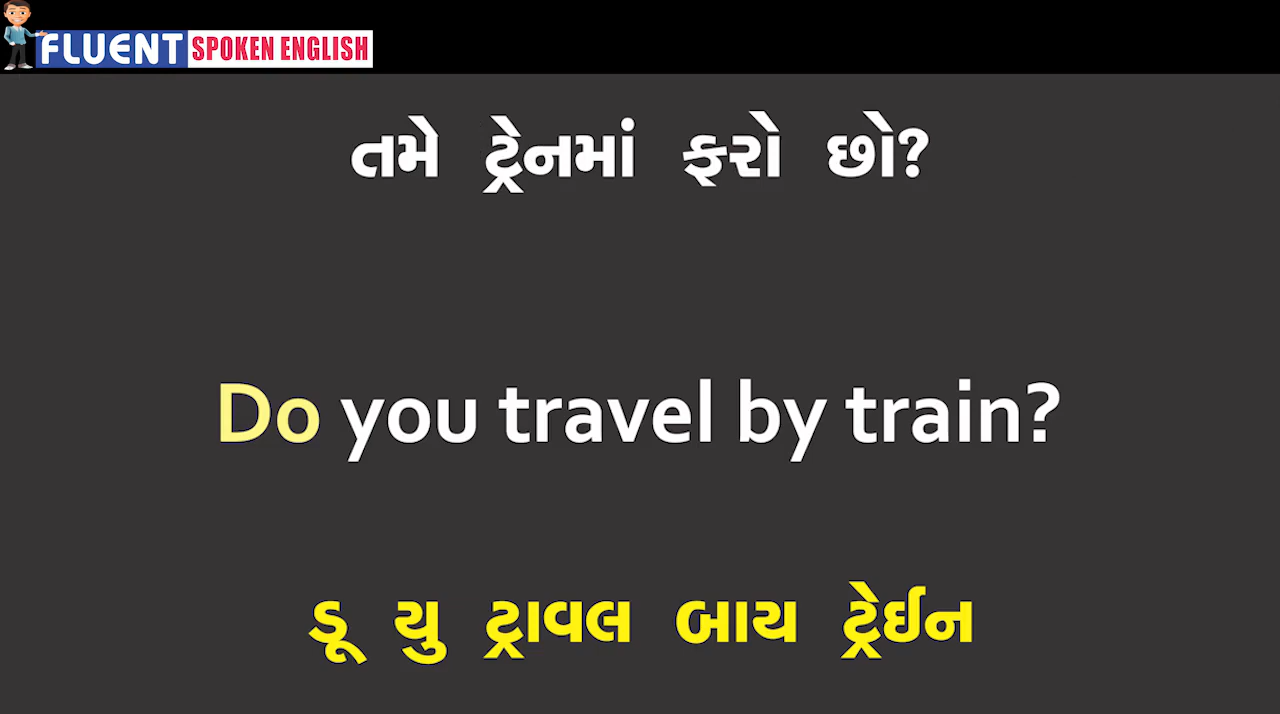 FLUENT SPOKEN ENGLISH
તમે ટ્રેનમાં ફરો છો?
Do you travel by train?
ડૂ યુ ટ્રાવલ બાય ટ્રેઈન